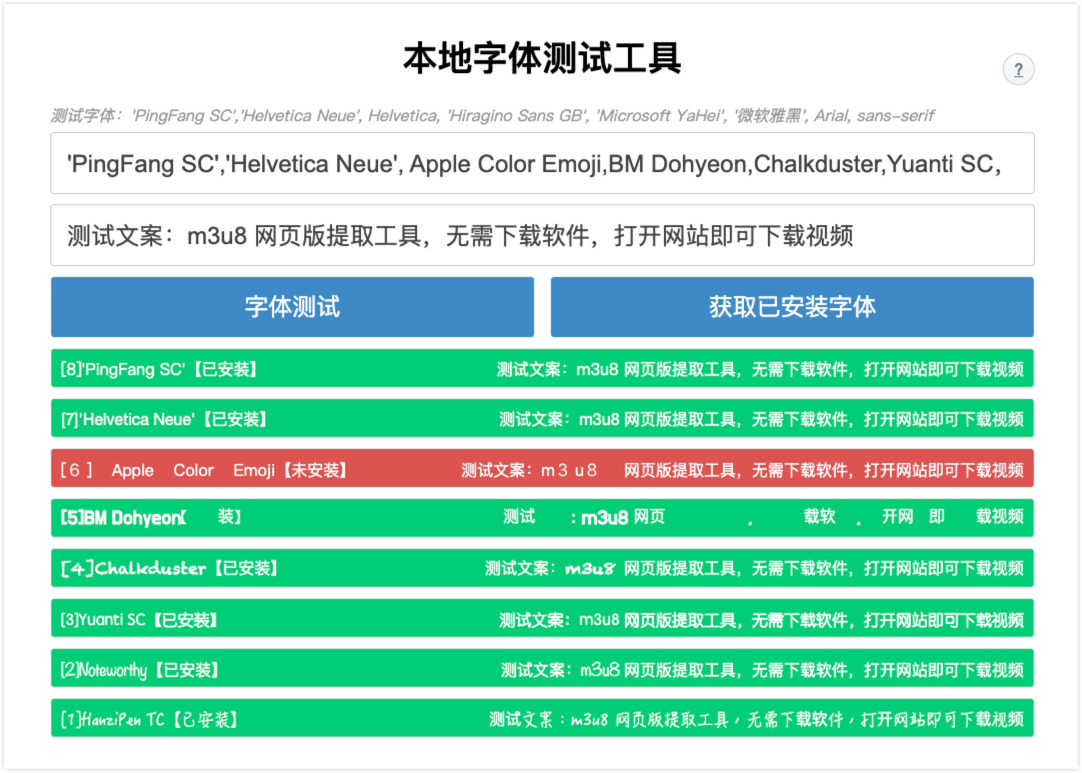 本地字体测试工具
?
测试字体：'PingFang SC','Helvetica Neue', Helvetica, 'Hiragino Sans GB', 'Microsoft YaHei', '微软雅黑', Arial, sans-serif
'PingFang SC','Helvetica Neue', Apple Color Emoji,BM Dohyeon,Chalkduster,Yuanti SC,
测试文案：m3u8 网页版提取工具，无需下载软件，打开网站即可下载视频
字体测试 获取已安装字体
[8]'PingFang SC'【已安装】 测试文案：m3u8 网页版提取工具，无需下载软件，打开网站即可下载视频
[7]'Helvetica Neue'【已安装】 测试文案：m3u8 网页版提取工具，无需下载软件，打开网站即可下载视频
[6] Apple Color Emoji【未安装】 测试文案：m3u8 网页版提取工具，无需下载软件，打开网站即可下载视频
[5]BM Dohyeon【 装】 测试 ：m3u8 网页 ， 载软 ， 开网 即 载视频
[4]Chalkduster【已安装】 测试文案：m3u8 网页版提取工具，无需下载软件，打开网站即可下载视频
[3]Yuanti SC【已安装】 测试文案：m3u8 网页版提取工具，无需下载软件，打开网站即可下载视频
[2]Noteworthy【已安装】 测试文案：m3u8 网页版提取工具，无需下载软件，打开网站即可下载视频
[1]HanziPen TC【已安装】 测试文案：m3u8 网页版提取工具，无需下载软件，打开网站即可下载视频